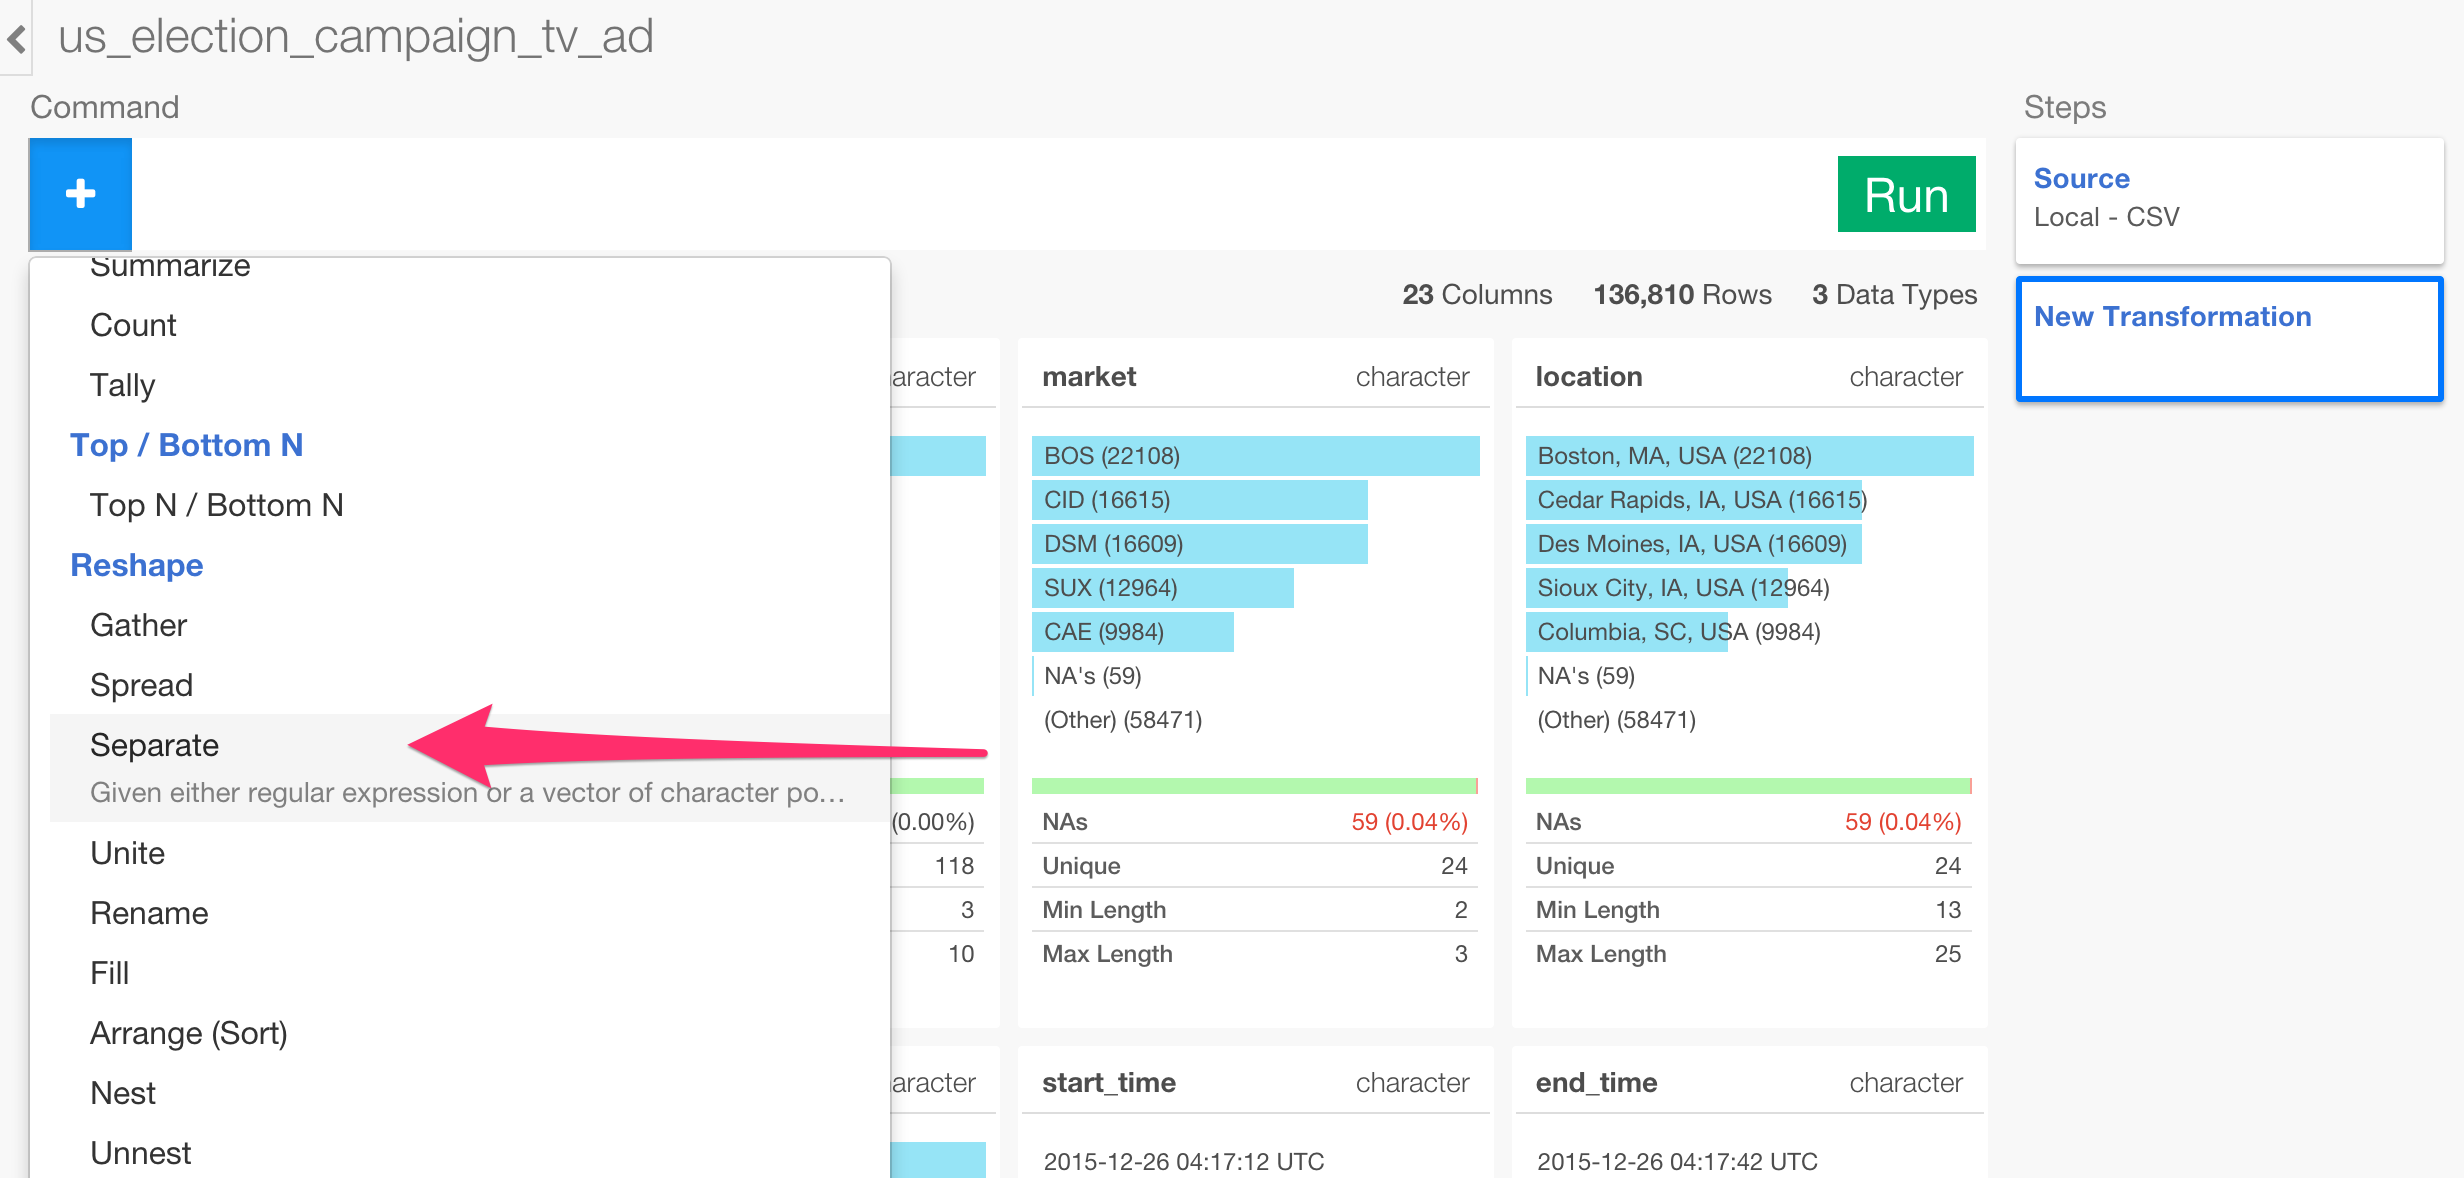 us_election_campaign_tv_ad
Command
Steps
Run
Source
Local - CSV
New Transformation
23 Columns 136,810 Rows 3 Data Types
Summarize
Count
Tally
Top / Bottom N
Top N / Bottom N
Reshape
Gather
Spread
Separate
Given either regular expression or a vector of character po...
Unite
Rename
Fill
Arrange (Sort)
Nest
Unnest
aracter
(0.00%)
118
3
10
aracter
market character
BOS (22108)
CID (16615)
DSM (16609)
SUX (12964)
CAE (9984)
NA's (59)
(Other) (58471)
NAs 59 (0.04%)
Unique 24
Min Length 2
Max Length 3
location character
Boston, MA, USA (22108)
Cedar Rapids, IA, USA (16615)
Des Moines, IA, USA (16609)
Sioux City, IA, USA (12964)
Columbia, SC, USA (9984)
NA's (59)
(Other) (58471)
NAs 59 (0.04%)
Unique 24
Min Length 13
Max Length 25
start_time character
2015-12-26 04:17:12 UTC
end_time character
2015-12-26 04:17:42 UTC